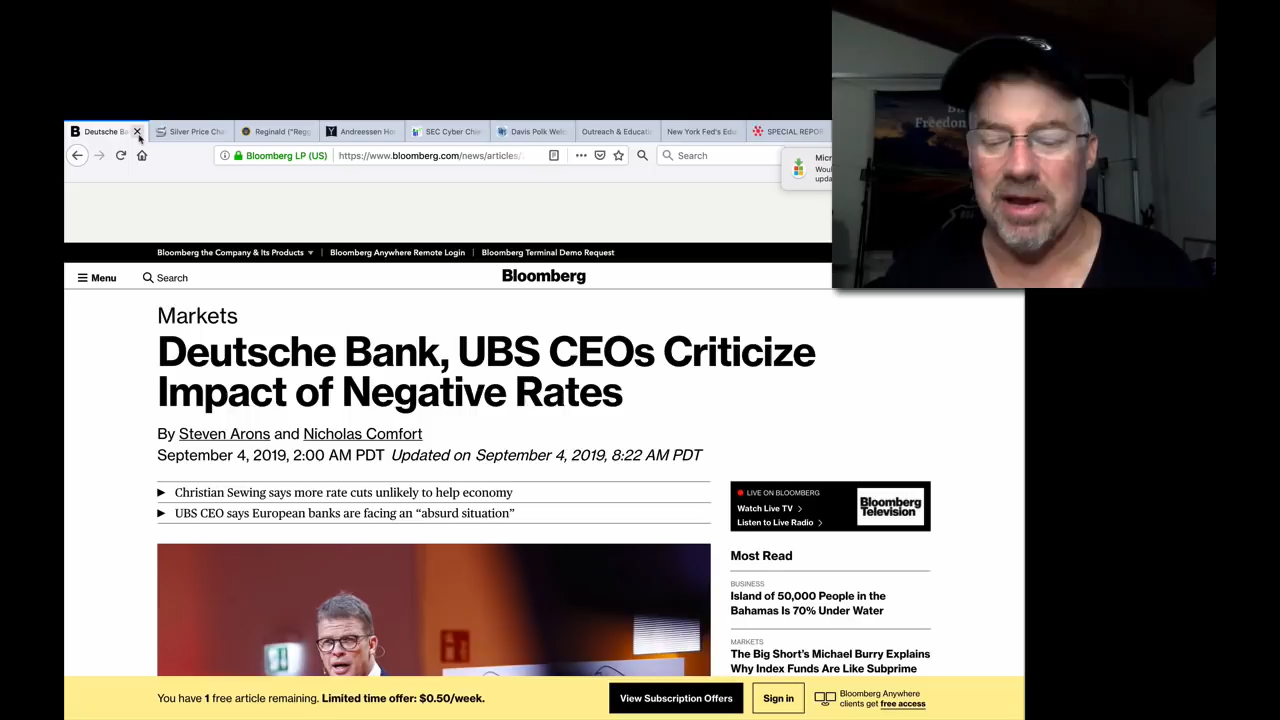 Freedom
B Deutsche Ba
Silver Price Cha
Reginald ("Regg
Andreessen Ho
SEC Cyber Chie
Davis Polk Welc
Outreach & Educatio
New York Fed's Edu
SPECIAL REPOR
Bloomberg LP (US)
https://www.bloomberg.com/news/articles/
Search
Micr
Woul
upda
Bloomberg the Company & Its Products
Bloomberg Anywhere Remote Login
Bloomberg Terminal Demo Request
Menu
Search
Bloomberg
Markets
Deutsche Bank, UBS CEOs Criticize
Impact of Negative Rates
By Steven Arons and Nicholas Comfort
September 4, 2019, 2:00 AM PDT Updated on September 4, 2019, 8:22 AM PDT
Christian Sewing says more rate cuts unlikely to help economy
UBS CEO says European banks are facing an “absurd situation”
LIVE ON BLOOMBERG
Watch Live TV
Listen to Live Radio
Bloomberg
Television
Most Read
BUSINESS
Island of 50,000 People in the
Bahamas Is 70% Under Water
MARKETS
The Big Short's Michael Burry Explains
Why Index Funds Are Like Subprime
You have 1 free article remaining. Limited time offer: $0.50/week.
View Subscription Offers
Sign in
Bloomberg Anywhere
clients get free access